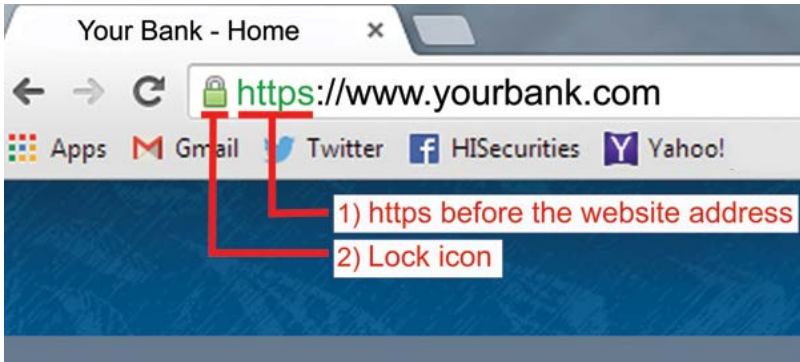 Your Bank - Home
https://www.yourbank.com
Apps Gmail Twitter HISecurities Yahoo!
1) https before the website address
2) Lock icon